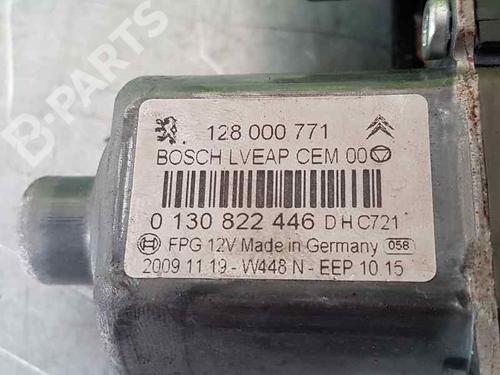 B-PARTS
128 000 771
BOSCH LVEAP CEM 00
0 130 822 446 D H C721
FPG 12V Made in Germany 058
2009 11 19 - W448 N - EEP 10 15